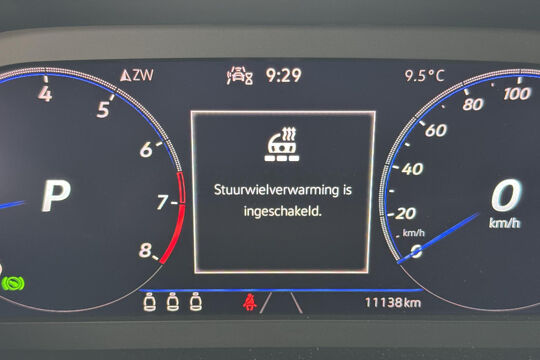 ZW
9:29
9.5°C
4
5
6
7
8
P
Stuurwielverwarming is
ingeschakeld.
100
80
60
40
20
0
km/h
0
km/h
11138 km